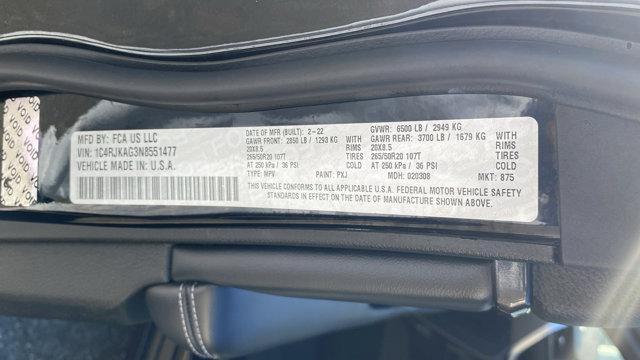 MFD BY: FCA US LLC
VIN: 1C4RJKAG3N8551477
VEHICLE MADE IN: U.S.A.
DATE OF MFR (BUILT): 2-22
GAWR FRONT: 2850 LB / 1293 KG WITH
20X8.5 RIMS
265/50R20 107T TIRES
AT 250 kPa / 36 PSI COLD
TYPE: MPV PAINT: PXJ
GVWR: 6500 LB / 2949 KG
GAWR REAR: 3700 LB / 1679 KG WITH
20X8.5 RIMS
265/50R20 107T TIRES
AT 250 kPa / 36 PSI COLD
MDH: 020308 MKT: 875
THIS VEHICLE CONFORMS TO ALL APPLICABLE U.S.A. FEDERAL MOTOR VEHICLE SAFETY
STANDARDS IN EFFECT ON THE DATE OF MANUFACTURE SHOWN ABOVE.
VOID
VOID
VOID
VOID